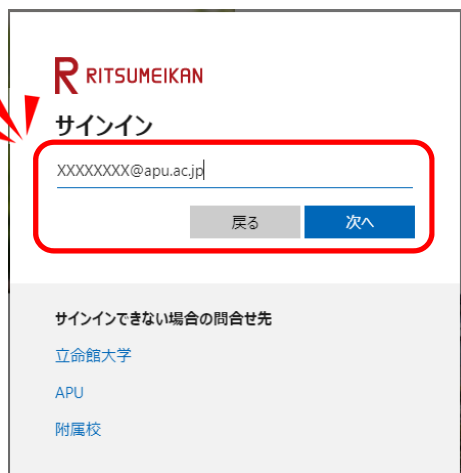 RITSUMEIKAN
サインイン
XXXXXXXX@apu.ac.jp
戻る 次へ
サインインできない場合の問合せ先
立命館大学
APU
附属校